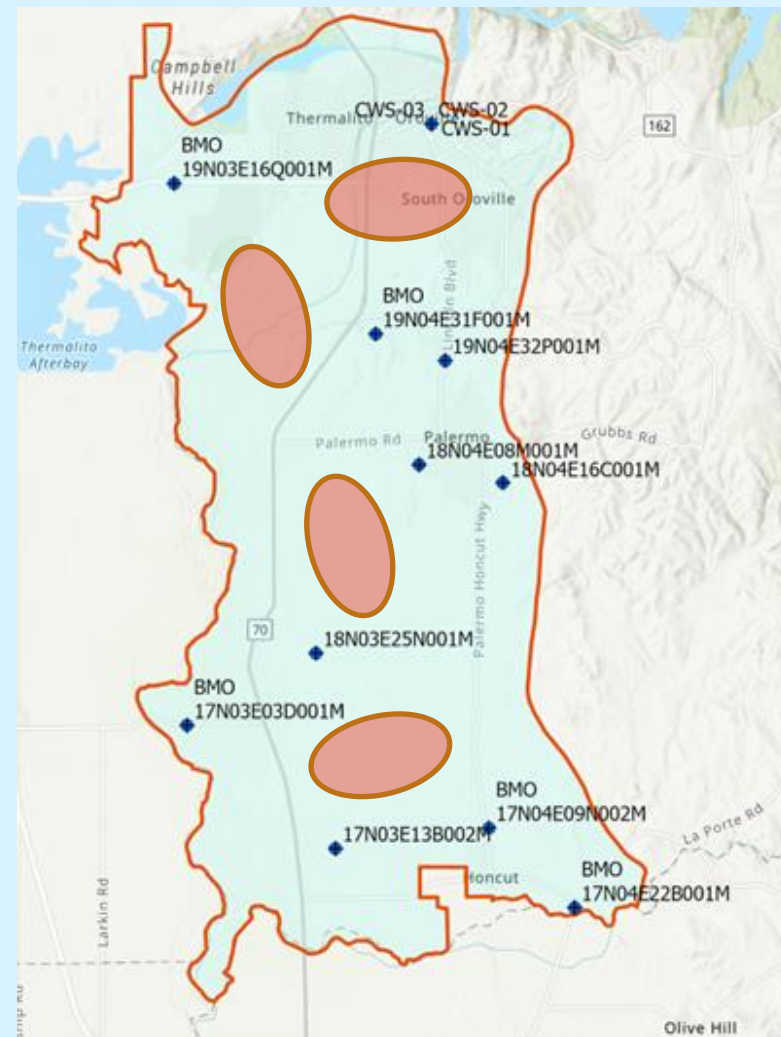 Campbell
Hills
CWS-03 CWS-02
Thermalito
CWS-01
162
BMO
19N03E16Q001M
South Oroville
BMO
19N04E31F001M
Lincoln Blvd
19N04E32P001M
Thermalito
Afterbay
Palermo Rd
Palermo
Grubbs Rd
18N04E08M001M
18N04E16C001M
Palermo Honcut Hwy
70
18N03E25N001M
BMO
17N03E03D001M
BMO
17N04E09N002M
17N03E13B002M
La Porte Rd
Honcut
BMO
17N04E22B001M
Larkin Rd
Olive Hill